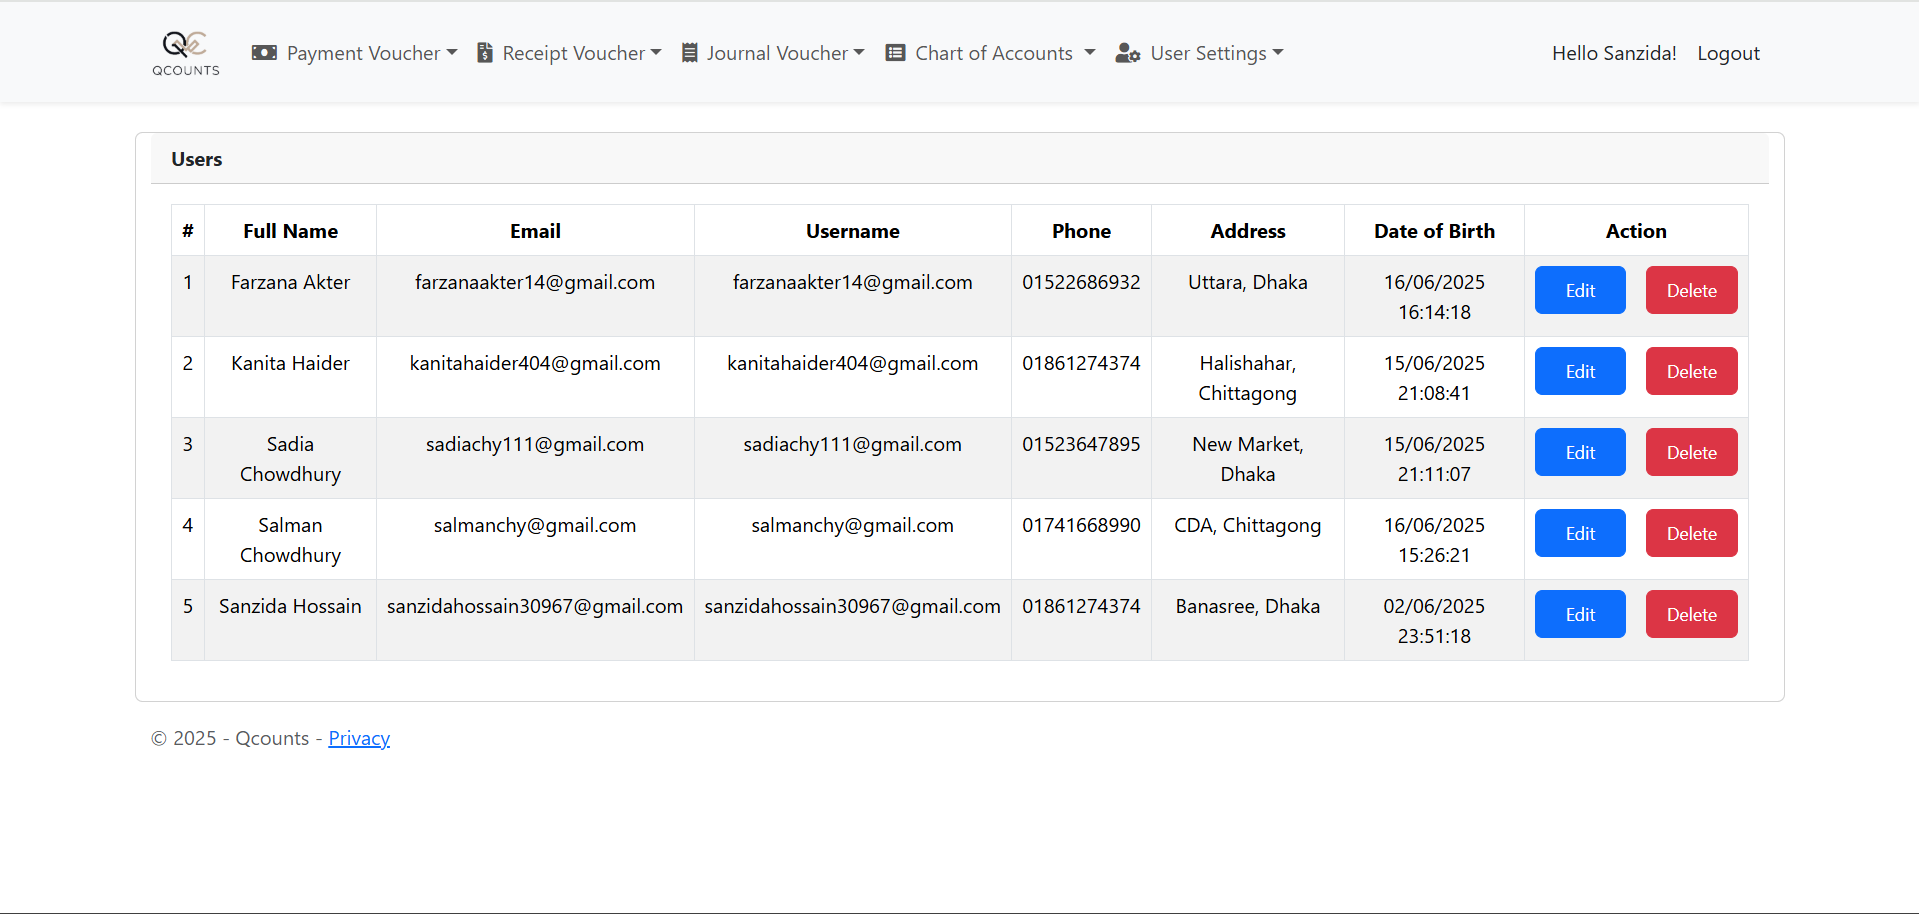 QCOUNTS
Payment Voucher Receipt Voucher Journal Voucher Chart of Accounts User Settings Hello Sanzida! Logout
Users
# Full Name Email Username Phone Address Date of Birth Action
1 Farzana Akter farzanaakter14@gmail.com farzanaakter14@gmail.com 01522686932 Uttara, Dhaka 16/06/2025 Edit Delete
16:14:18
2 Kanita Haider kanitahaider404@gmail.com kanitahaider404@gmail.com 01861274374 Halishahar, 15/06/2025 Edit Delete
Chittagong 21:08:41
3 Sadia sadiachy111@gmail.com sadiachy111@gmail.com 01523647895 New Market, 15/06/2025 Edit Delete
Chowdhury Dhaka 21:11:07
4 Salman salmanchy@gmail.com salmanchy@gmail.com 01741668990 CDA, Chittagong 16/06/2025 Edit Delete
Chowdhury 15:26:21
5 Sanzida Hossain sanzidahossain30967@gmail.com sanzidahossain30967@gmail.com 01861274374 Banasree, Dhaka 02/06/2025 Edit Delete
23:51:18
© 2025 - Qcounts - Privacy